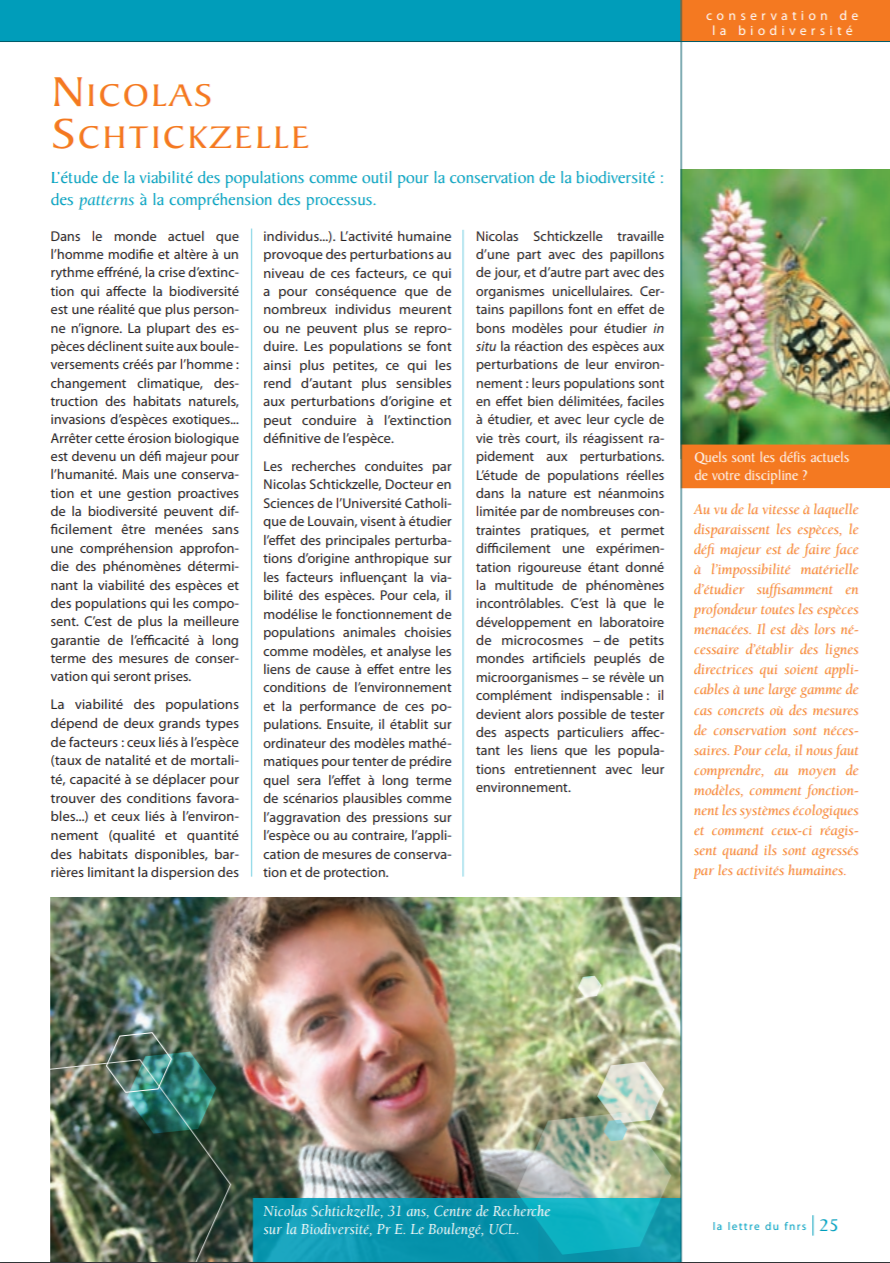 conservation de
la biodiversité
Nicolas
Schtickzelle
L'étude de la viabilité des populations comme outil pour la conservation de la biodiversité :
des patterns à la compréhension des processus.
Dans le monde actuel que
l'homme modifie et altère à un
rythme effréné, la crise d'extinc-
tion qui affecte la biodiversité
est une réalité que plus person-
ne n'ignore. La plupart des es-
pèces déclinent suite aux boule-
versements créés par l'homme :
changement climatique, des-
truction des habitats naturels,
invasions d'espèces exotiques...
Arrêter cette érosion biologique
est devenu un défi majeur pour
l'humanité. Mais une conserva-
tion et une gestion proactives
de la biodiversité peuvent dif-
ficilement être menées sans
une compréhension approfon-
die des phénomènes détermi-
nant la viabilité des espèces et
des populations qui les compo-
sent. C'est de plus la meilleure
garantie de l'efficacité à long
terme des mesures de conser-
vation qui seront prises.
La viabilité des populations
dépend de deux grands types
de facteurs : ceux liés à l'espèce
(taux de natalité et de mortali-
té, capacité à se déplacer pour
trouver des conditions favora-
bles...) et ceux liés à l'environ-
nement (qualité et quantité
des habitats disponibles, bar-
rières limitant la dispersion des
individus...). L'activité humaine
provoque des perturbations au
niveau de ces facteurs, ce qui
a pour conséquence que de
nombreux individus meurent
ou ne peuvent plus se repro-
duire. Les populations se font
ainsi plus petites, ce qui les
rend d'autant plus sensibles
aux perturbations d'origine et
peut conduire à l'extinction
définitive de l'espèce.
Les recherches conduites par
Nicolas Schtickzelle, Docteur en
Sciences de l'Université Catholi-
que de Louvain, visent à étudier
l'effet des principales perturba-
tions d'origine anthropique sur
les facteurs influençant la via-
bilité des espèces. Pour cela, il
modélise le fonctionnement de
populations animales choisies
comme modèles, et analyse les
liens de cause à effet entre les
conditions de l'environnement
et la performance de ces po-
pulations. Ensuite, il établit sur
ordinateur des modèles mathé-
matiques pour tenter de prédire
quel sera l'effet à long terme
de scénarios plausibles comme
l'aggravation des pressions sur
l'espèce ou au contraire, l'appli-
cation de mesures de conserva-
tion et de protection.
Nicolas Schtickzelle travaille
d'une part avec des papillons
de jour, et d'autre part avec des
organismes unicellulaires. Cer-
tains papillons font en effet de
bons modèles pour étudier in
situ la réaction des espèces aux
perturbations de leur environ-
nement : leurs populations sont
en effet bien délimitées, faciles
à étudier, et avec leur cycle de
vie très court, ils réagissent ra-
pidement aux perturbations.
L'étude de populations réelles
dans la nature est néanmoins
limitée par de nombreuses con-
traintes pratiques, et permet
difficilement une expérimen-
tation rigoureuse étant donné
la multitude de phénomènes
incontrôlables. C'est là que le
développement en laboratoire
de microcosmes – de petits
mondes artificiels peuplés de
microorganismes – se révèle un
complément indispensable : il
devient alors possible de tester
des aspects particuliers affec-
tant les liens que les popula-
tions entretiennent avec leur
environnement.
Quels sont les défis actuels
de votre discipline ?
Au vu de la vitesse à laquelle
disparaissent les espèces, le
défi majeur est de faire face
à l'impossibilité matérielle
d'étudier suffisamment en
profondeur toutes les espèces
menacées. Il est dès lors né-
cessaire d'établir des lignes
directrices qui soient appli-
cables à une large gamme de
cas concrets où des mesures
de conservation sont néces-
saires. Pour cela, il nous faut
comprendre, au moyen de
modèles, comment fonction-
nent les systèmes écologiques
et comment ceux-ci réagis-
sent quand ils sont agressés
par les activités humaines.
Nicolas Schtickzelle, 31 ans, Centre de Recherche
sur la Biodiversité, Pr E. Le Boulengé, UCL.
la lettre du fnrs 25